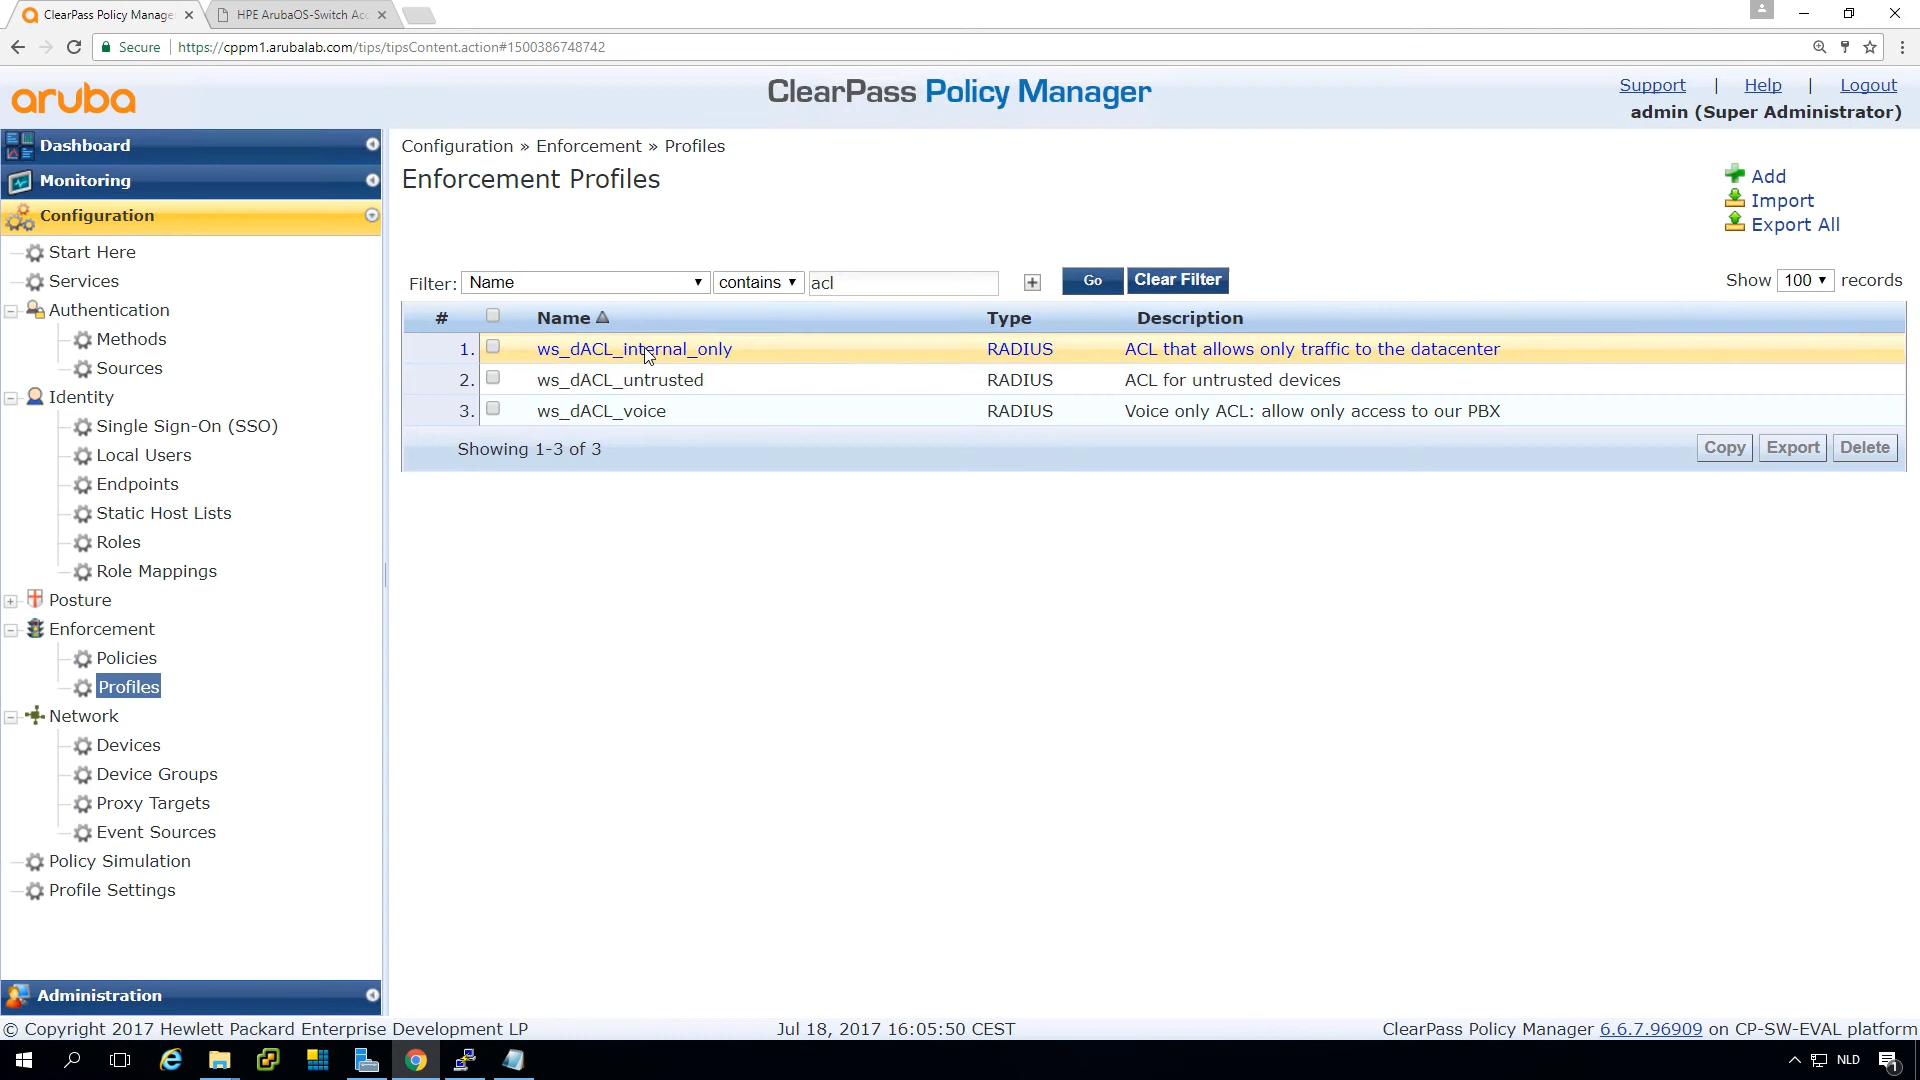 ClearPass Policy Manage
HPE ArubaOS-Switch Acc
Secure
https://cppm1.arubalab.com/tips/tipsContent.action#1500386748742
aruba
ClearPass Policy Manager
Support | Help | Logout
admin (Super Administrator)
Dashboard
Monitoring
Configuration
Start Here
Services
Authentication
Methods
Sources
Identity
Single Sign-On (SSO)
Local Users
Endpoints
Static Host Lists
Roles
Role Mappings
Posture
Enforcement
Policies
Profiles
Network
Devices
Device Groups
Proxy Targets
Event Sources
Policy Simulation
Profile Settings
Administration
Configuration » Enforcement » Profiles
Enforcement Profiles
Add
Import
Export All
Filter: Name contains acl Go Clear Filter Show 100 records
# Name Type Description
1. ws_dACL_internal_only RADIUS ACL that allows only traffic to the datacenter
2. ws_dACL_untrusted RADIUS ACL for untrusted devices
3. ws_dACL_voice RADIUS Voice only ACL: allow only access to our PBX
Showing 1-3 of 3 Copy Export Delete
© Copyright 2017 Hewlett Packard Enterprise Development LP Jul 18, 2017 16:05:50 CEST ClearPass Policy Manager 6.6.7.96909 on CP-SW-EVAL platform
NLD 1